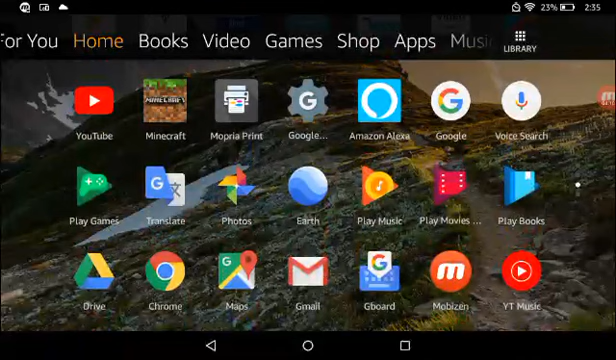 23% 2:35
For You Home Books Video Games Shop Apps Music LIBRARY
YouTube Minecraft Mopria Print Google... Amazon Alexa Google Voice Search
Play Games Translate Photos Earth Play Music Play Movies ... Play Books
Drive Chrome Maps Gmail Gboard Mobizen YT Music